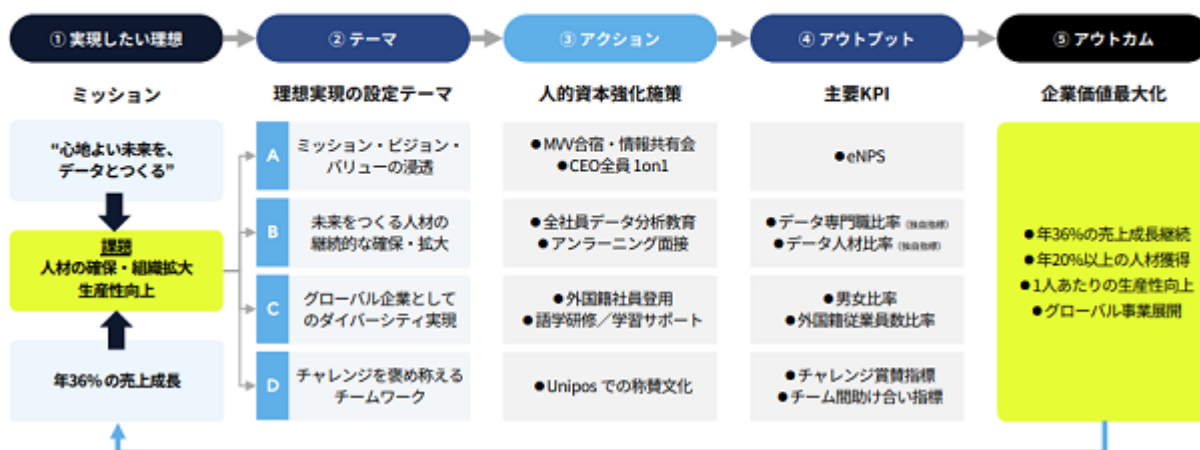 ① 実現したい理想
② テーマ
③ アクション
④ アウトプット
⑤ アウトカム
ミッション
理想実現の設定テーマ
人的資本強化施策
主要KPI
企業価値最大化
“心地よい未来を、
データとつくる”
課題
人材の確保・組織拡大
生産性向上
年36% の売上成長
A
ミッション・ビジョン・
バリューの浸透
●MVV合宿・情報共有会
●CEO全員 1on1
●eNPS
B
未来をつくる人材の
継続的な確保・拡大
●全社員データ分析教育
●アンラーニング面接
●データ専門職比率 (独自指標)
●データ人材比率 (独自指標)
C
グローバル企業として
のダイバーシティ実現
●外国籍社員登用
●語学研修／学習サポート
●男女比率
●外国籍従業員数比率
D
チャレンジを褒め称える
チームワーク
●Unipos での称賛文化
●チャレンジ賞賛指標
●チーム間助け合い指標
●年36%の売上成長継続
●年20%以上の人材獲得
●1人あたりの生産性向上
●グローバル事業展開